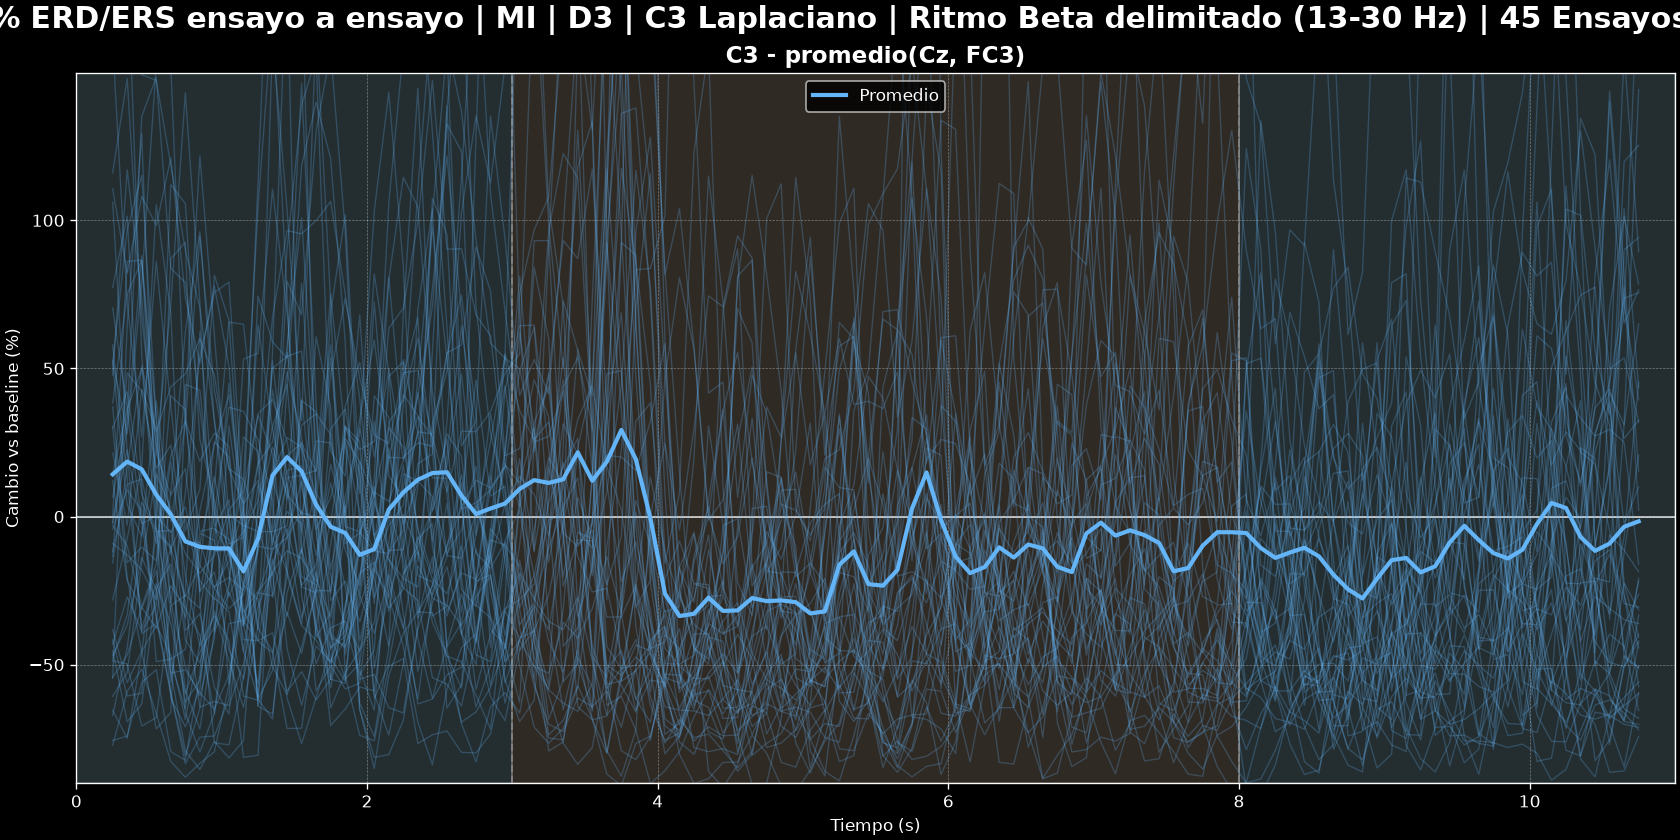 % ERD/ERS ensayo a ensayo | MI | D3 | C3 Laplaciano | Ritmo Beta delimitado (13-30 Hz) | 45 Ensayos
C3 - promedio(Cz, FC3)
Promedio
Cambio vs baseline (%)
100
50
0
−50
0 2 4 6 8 10
Tiempo (s)